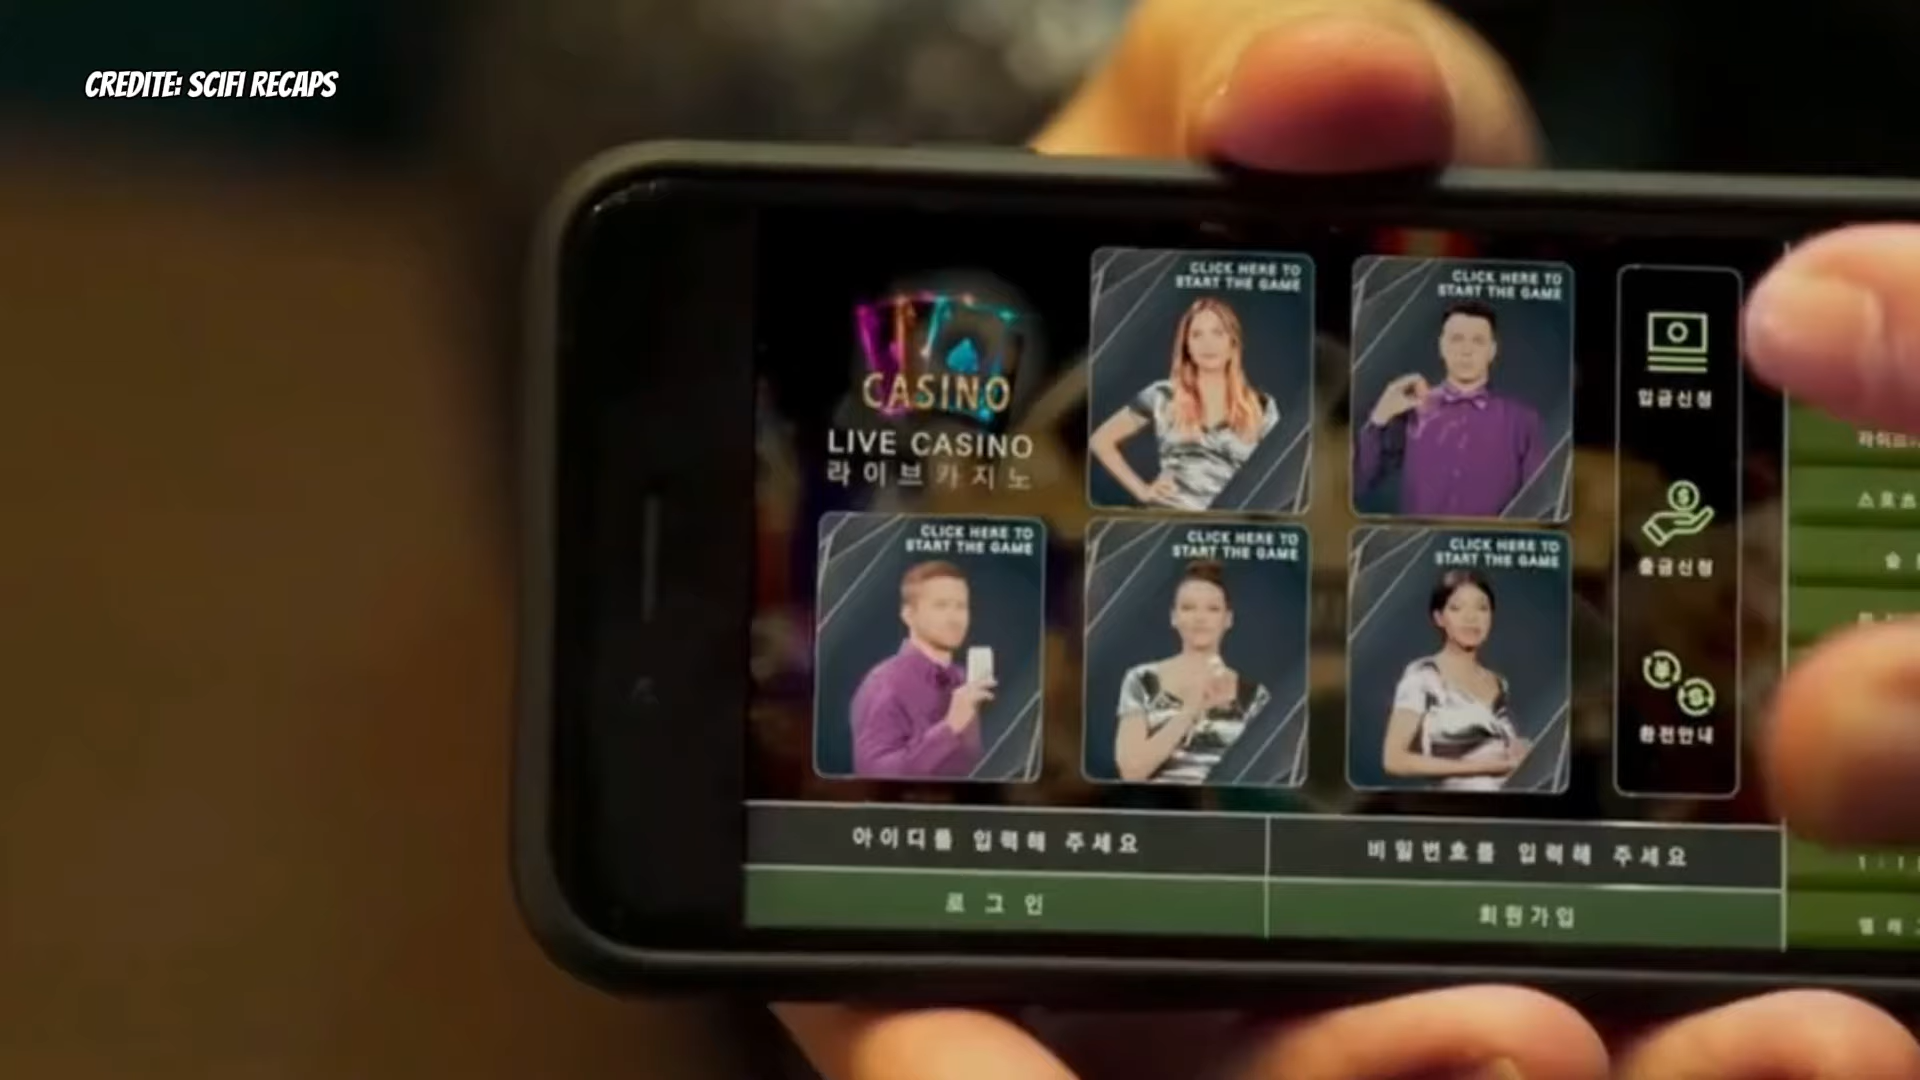 CREDITE: SCIFI RECAPS
CASINO
LIVE CASINO
라이브카지노
CLICK HERE TO
START THE GAME
CLICK HERE TO
START THE GAME
CLICK HERE TO
START THE GAME
CLICK HERE TO
START THE GAME
CLICK HERE TO
START THE GAME
입금신청
출금신청
환전안내
아이디를 입력해 주세요
비밀번호를 입력해 주세요
로그인
회원가입
스포츠